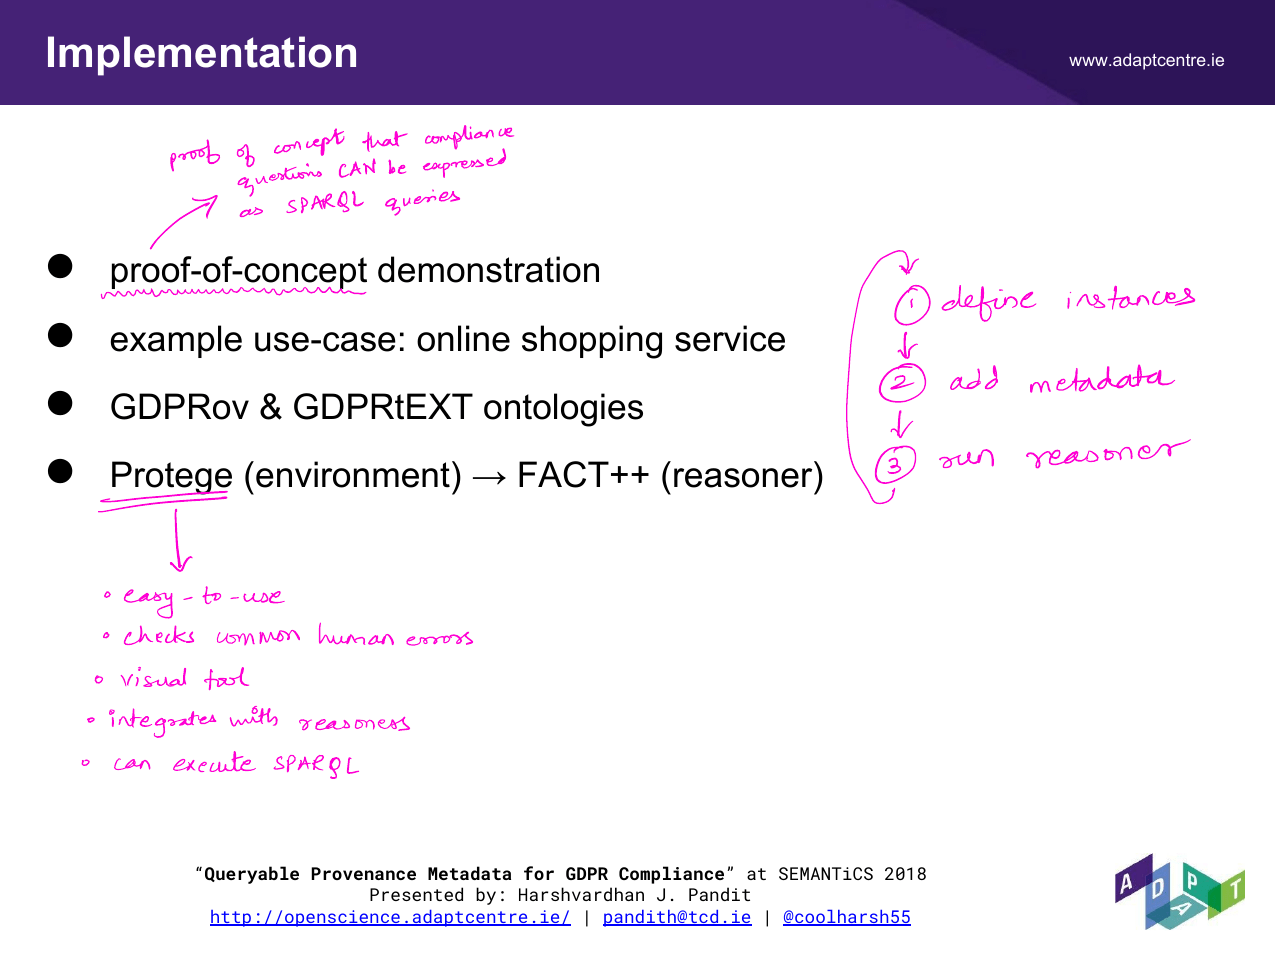 Implementation
www.adaptcentre.ie
proof of concept that compliance
questions CAN be expressed
as SPARQL queries
● proof-of-concept demonstration
● example use-case: online shopping service
● GDPRov & GDPRtEXT ontologies
● Protege (environment) → FACT++ (reasoner)
1 define instances
2 add metadata
3 run reasoner
• easy-to-use
• checks common human errors
• visual tool
• integrates with reasoners
• can execute SPARQL
“Queryable Provenance Metadata for GDPR Compliance” at SEMANTiCS 2018
Presented by: Harshvardhan J. Pandit
http://openscience.adaptcentre.ie/ | pandith@tcd.ie | @coolharsh55
ADAPT